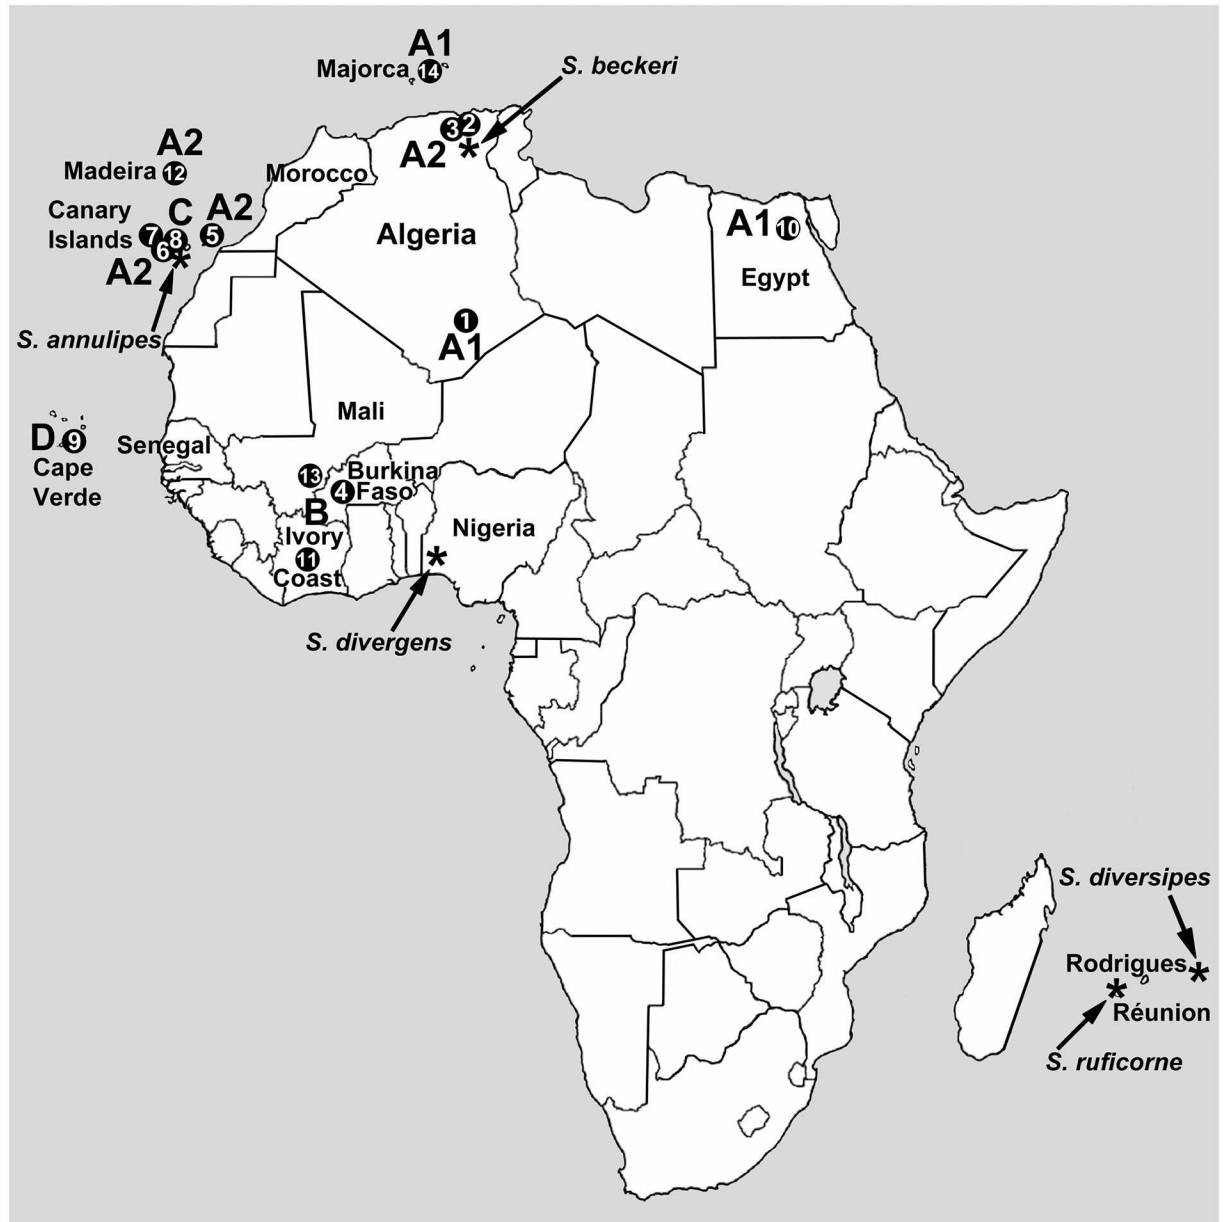 A1
Majorca 14
S. beckeri
3 2
A2
*
A2
Madeira 12
Morocco
Canary
Islands
C
A2
7 8 5
6
*
A2
Algeria
A1 10
Egypt
S. annulipes
1
A1
Mali
D 9
Cape
Verde
Senegal
13
Burkina
4 Faso
B
Ivory
11
Coast
Nigeria
*
S. divergens
S. diversipes
Rodrigues *
*
Réunion
S. ruficorne